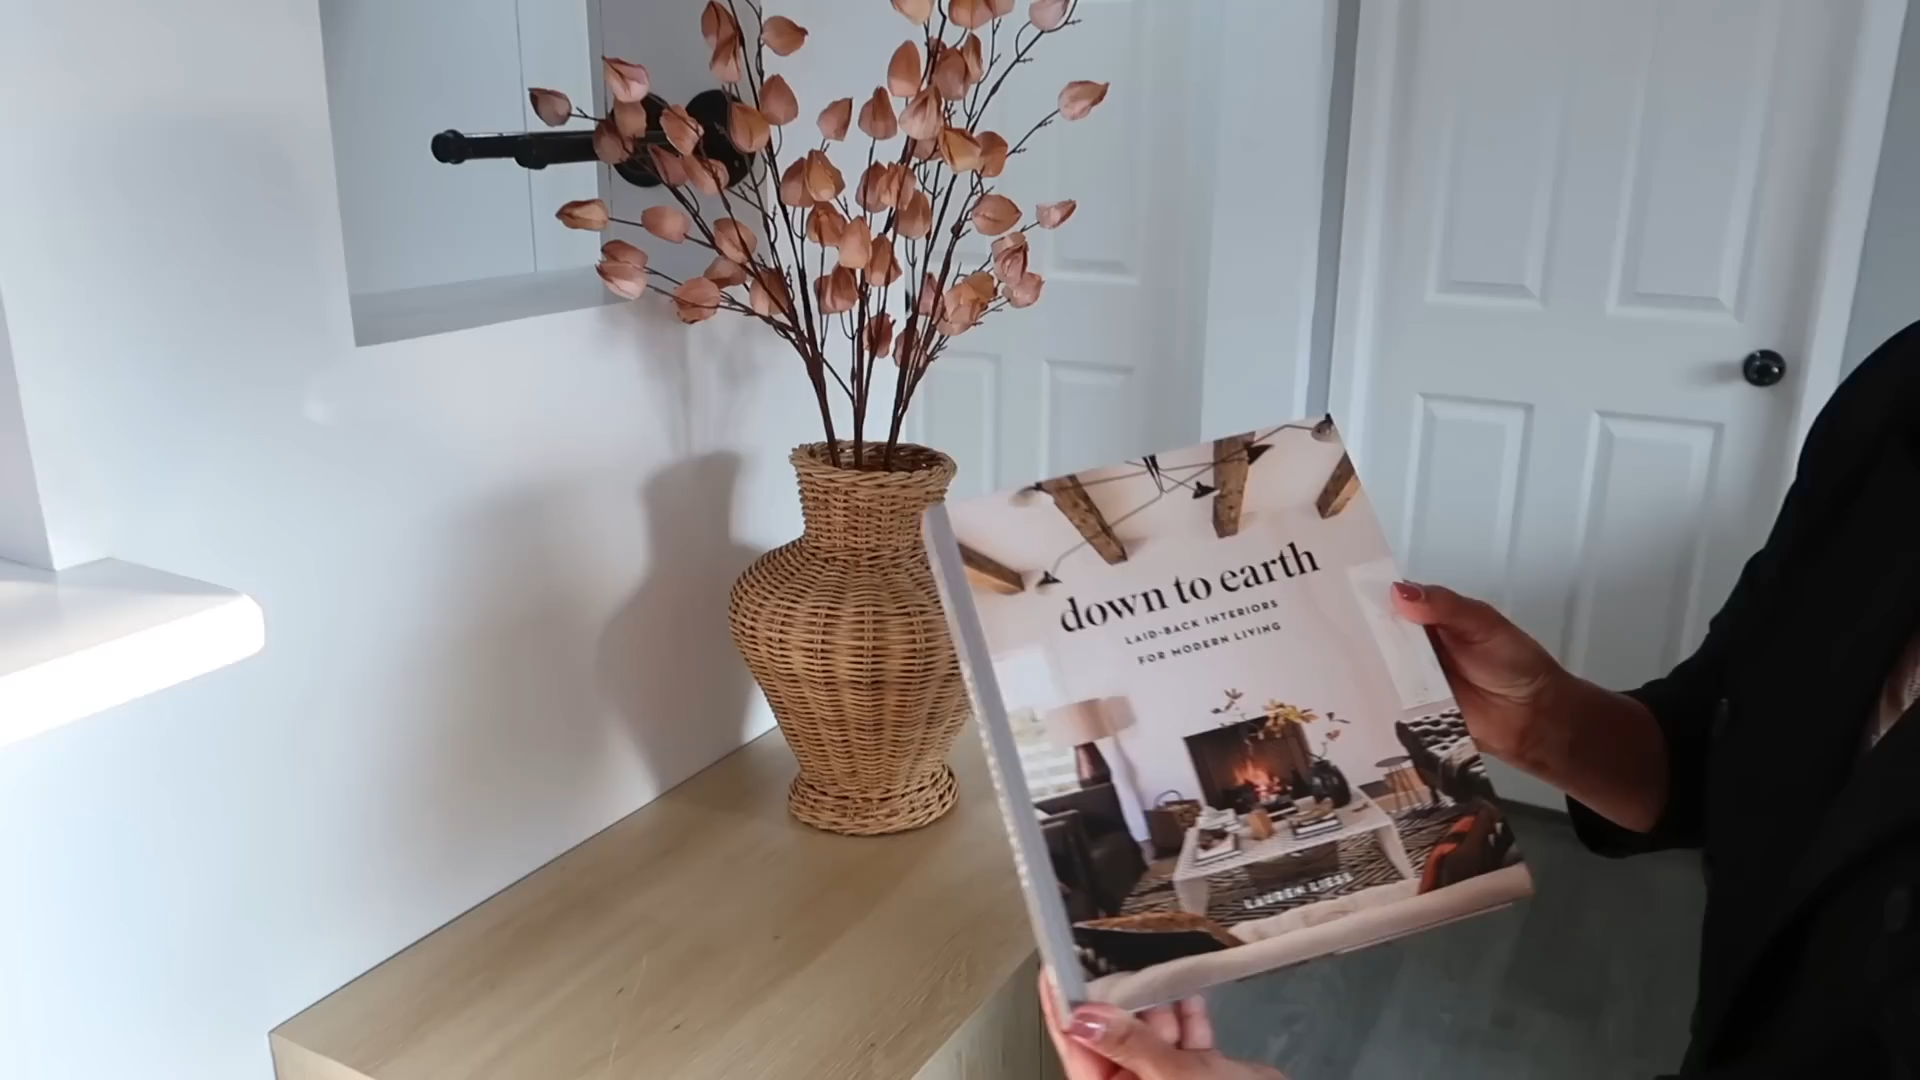 down to earth
LAID-BACK INTERIORS
FOR MODERN LIVING
LAUREN LIESS